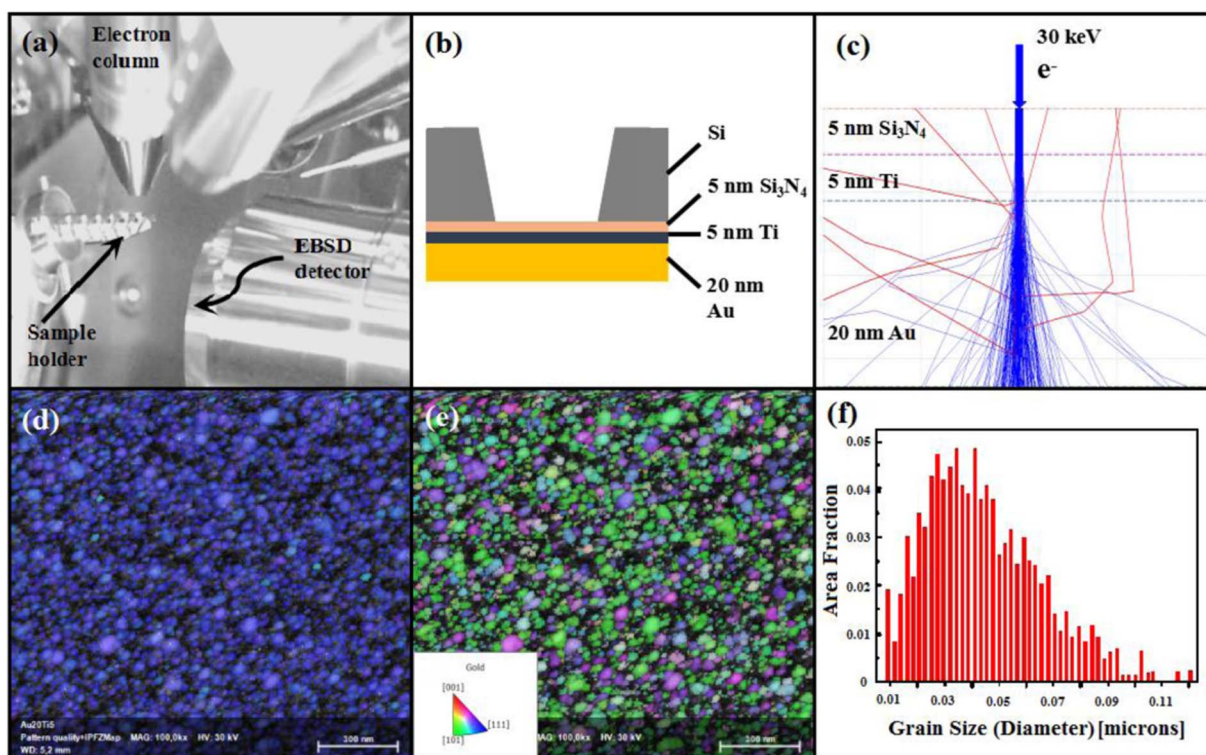 (a)
Electron
column
EBSD
detector
Sample
holder
(b)
Si
5 nm Si₃N₄
5 nm Ti
20 nm
Au
(c)
30 keV
e⁻
5 nm Si₃N₄
5 nm Ti
20 nm Au
(d)
Au20Ti5
Pattern quality+IPFZMap MAG: 100,0kx HV: 30 kV
WD: 5,2 mm
300 nm
(e)
Gold
[001]
[111]
[101]
MAG: 100,0kx HV: 30 kV
300 nm
(f)
Area Fraction
0.05
0.04
0.03
0.02
0.01
0
0.01 0.03 0.05 0.07 0.09 0.11
Grain Size (Diameter) [microns]